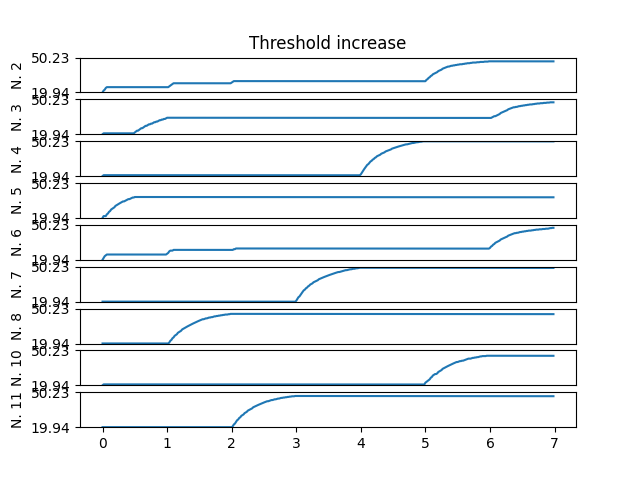 Threshold increase
N. 2
50.23
19.94
N. 3
50.23
19.94
N. 4
50.23
19.94
N. 5
50.23
19.94
N. 6
50.23
19.94
N. 7
50.23
19.94
N. 8
50.23
19.94
N. 10
50.23
19.94
N. 11
50.23
19.94
0 1 2 3 4 5 6 7